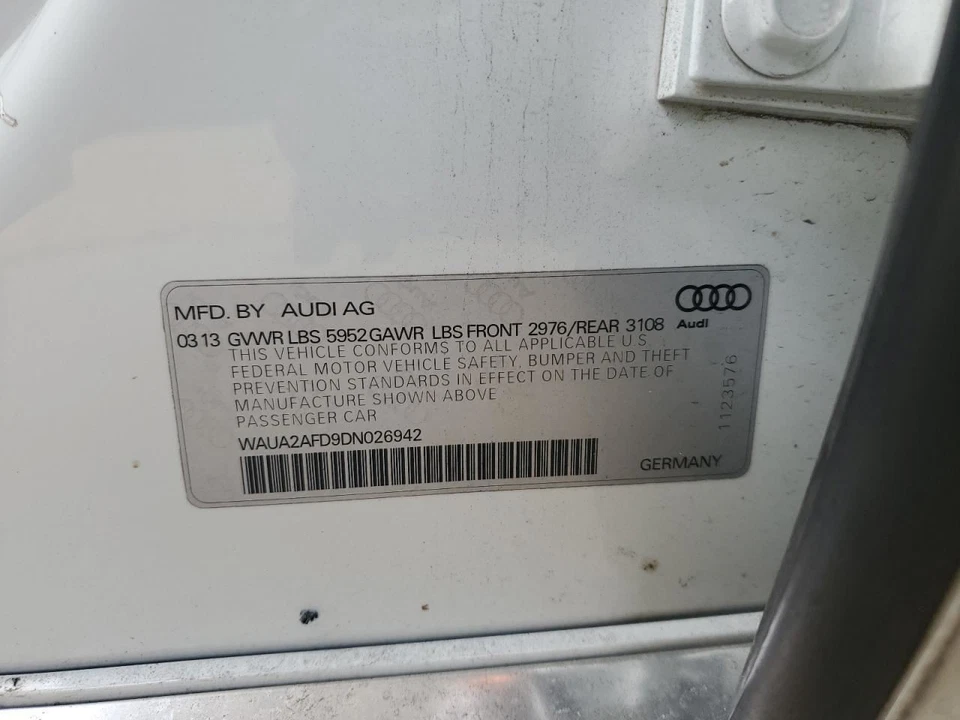 MFD. BY AUDI AG
Audi
0313 GVWR LBS 5952 GAWR LBS FRONT 2976/REAR 3108
THIS VEHICLE CONFORMS TO ALL APPLICABLE U.S.
FEDERAL MOTOR VEHICLE SAFETY, BUMPER AND THEFT
PREVENTION STANDARDS IN EFFECT ON THE DATE OF
MANUFACTURE SHOWN ABOVE
PASSENGER CAR
1123576
WAUA2AFD9DN026942
GERMANY